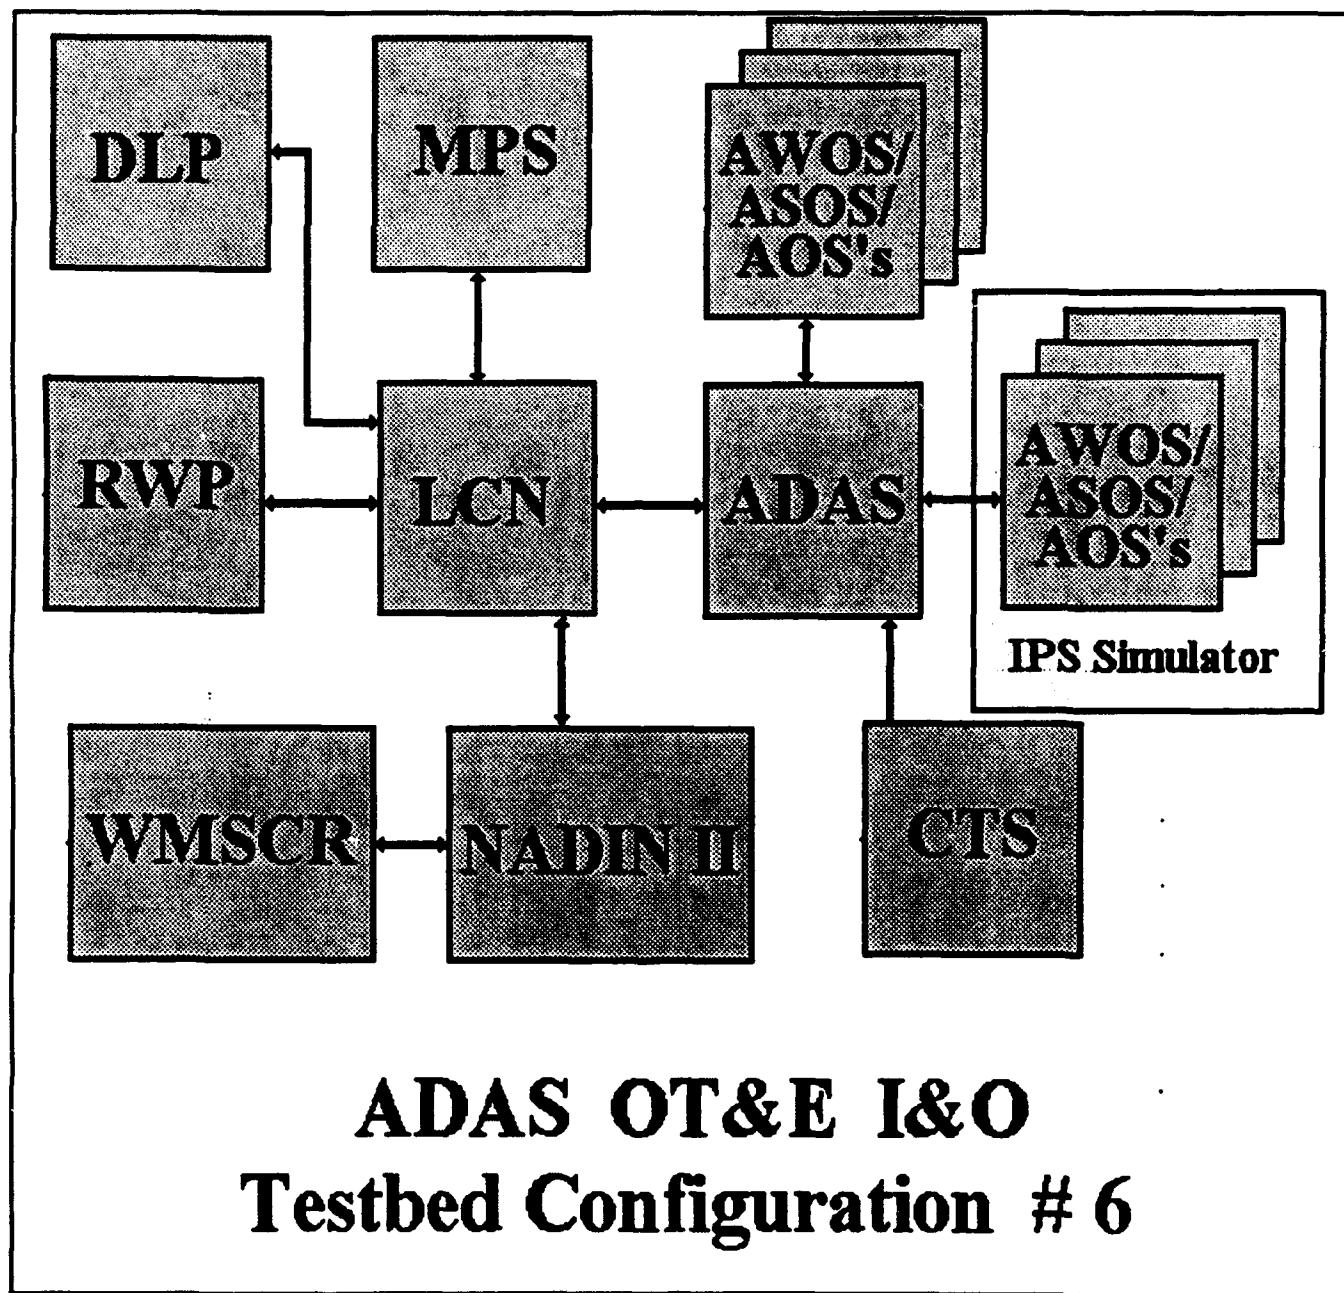 DLP
MPS
AWOS/
ASOS/
AOS's
RWP
LCN
ADAS
AWOS/
ASOS/
AOS's
IPS Simulator
WMSCR
NADIN II
CTS
ADAS OT&E I&O
Testbed Configuration # 6